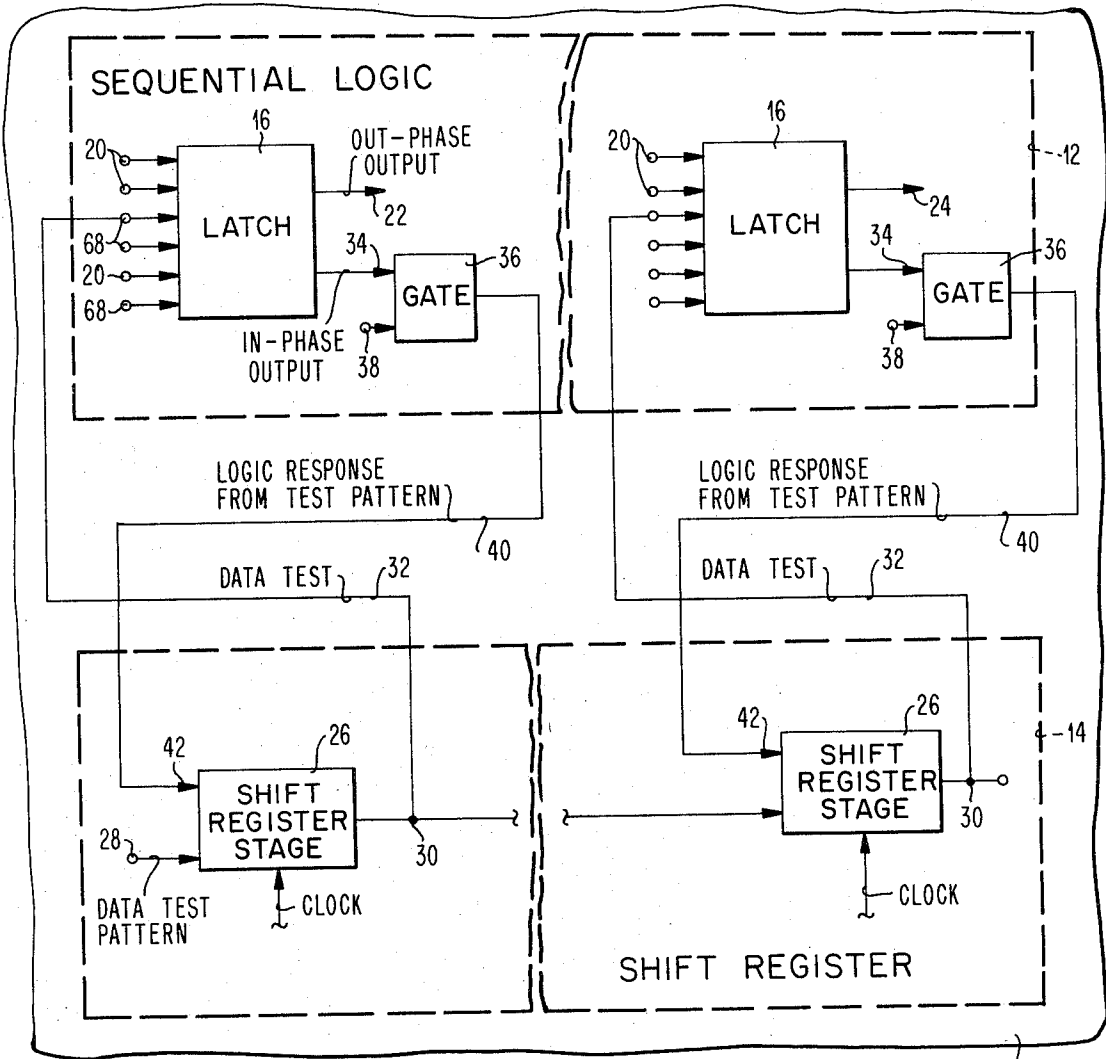 SEQUENTIAL LOGIC
16
OUT-PHASE
OUTPUT
20
LATCH
22
68
34
36
20
GATE
68
IN-PHASE
OUTPUT
38
16
20
12
LATCH
24
34
36
GATE
38
LOGIC RESPONSE
FROM TEST PATTERN
40
LOGIC RESPONSE
FROM TEST PATTERN
40
DATA TEST
32
DATA TEST
32
42
26
SHIFT
REGISTER
STAGE
28
30
DATA TEST
PATTERN
CLOCK
42
26
14
SHIFT
REGISTER
STAGE
30
CLOCK
SHIFT REGISTER